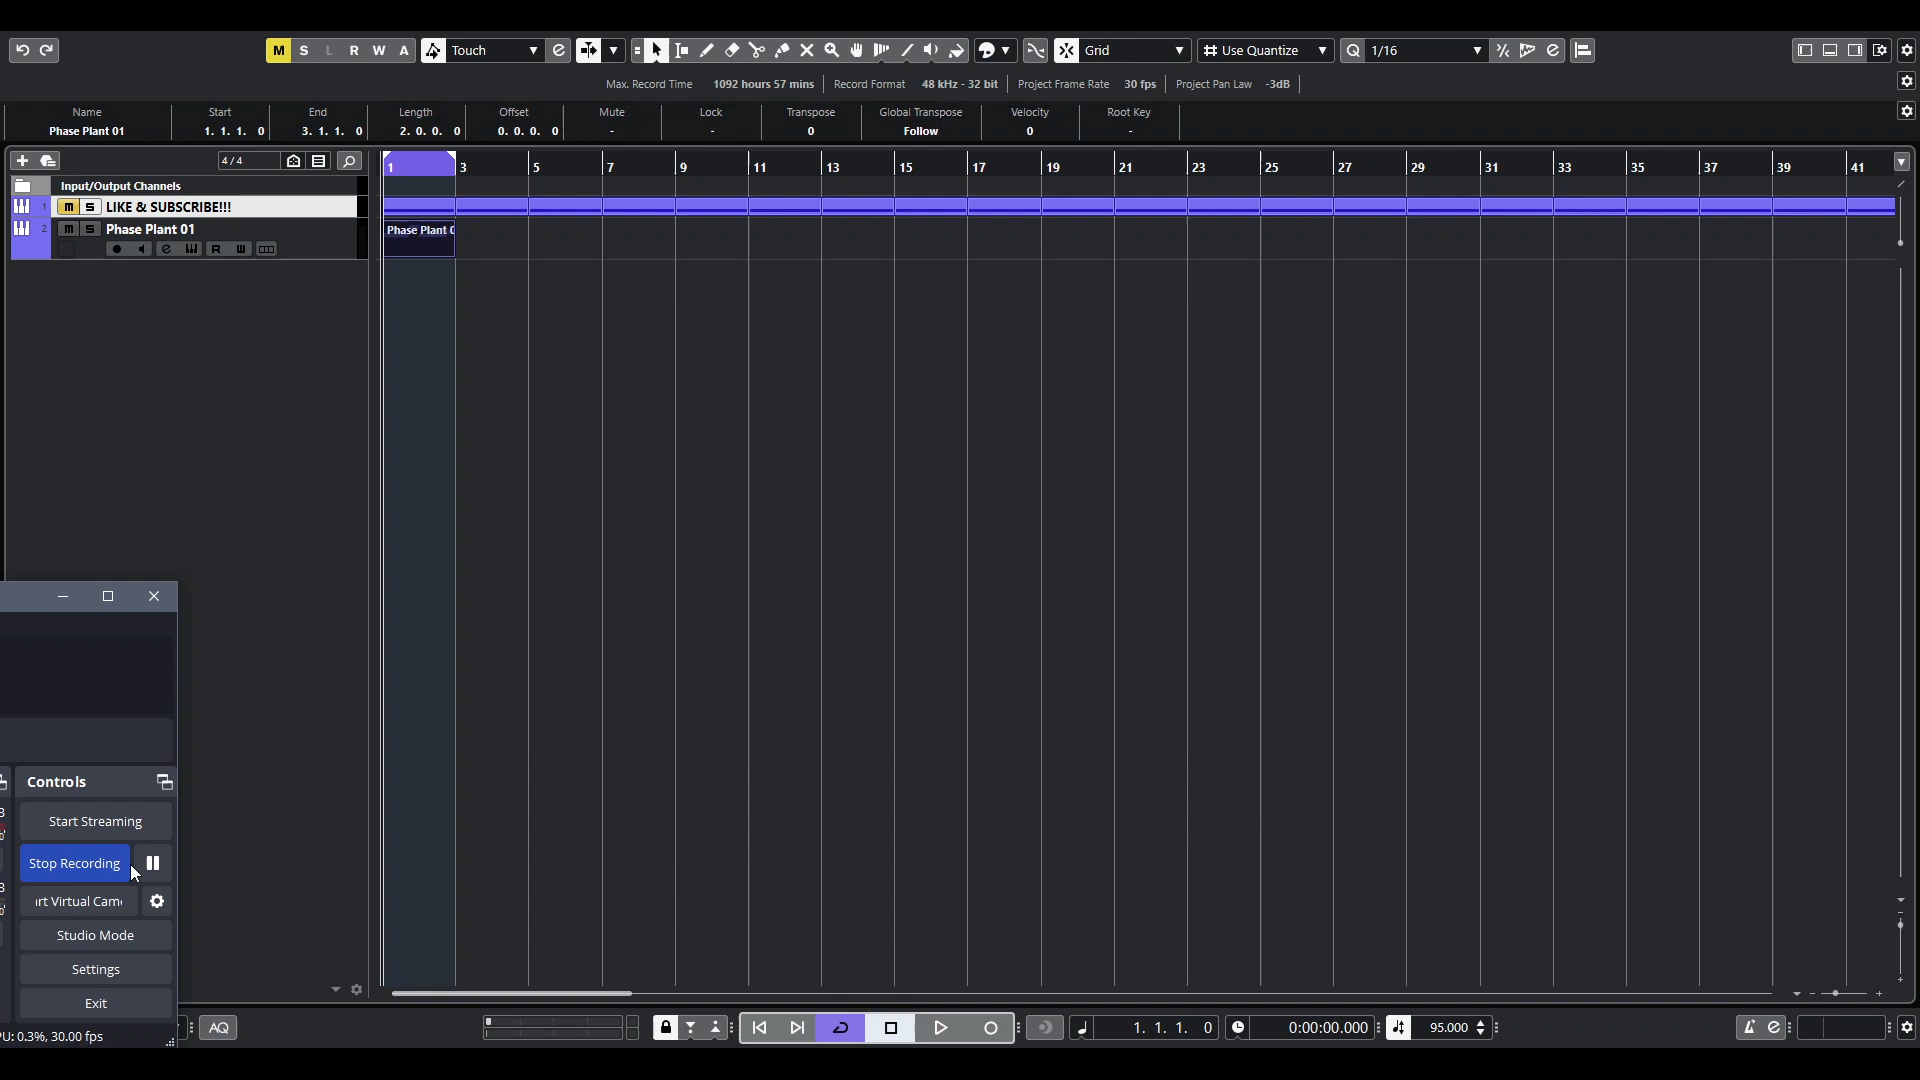 M S L R W A Touch Grid Use Quantize 1/16
Max. Record Time 1092 hours 57 mins Record Format 48 kHz - 32 bit Project Frame Rate 30 fps Project Pan Law -3dB
Name Start End Length Offset Mute Lock Transpose Global Transpose Velocity Root Key
Phase Plant 01 1. 1. 1. 0 3. 1. 1. 0 2. 0. 0. 0 0. 0. 0. 0 - - 0 Follow 0 -
4/4 1 3 5 7 9 11 13 15 17 19 21 23 25 27 29 31 33 35 37 39 41
Input/Output Channels
1 m S LIKE & SUBSCRIBE!!!
2 m S Phase Plant 01 Phase Plant
e R W
Controls
Start Streaming
Stop Recording
Virtual
Studio Mode
Settings
Exit
0.3%, 30.00 fps
AQ 1. 1. 1. 0 0:00:00.000 95.000